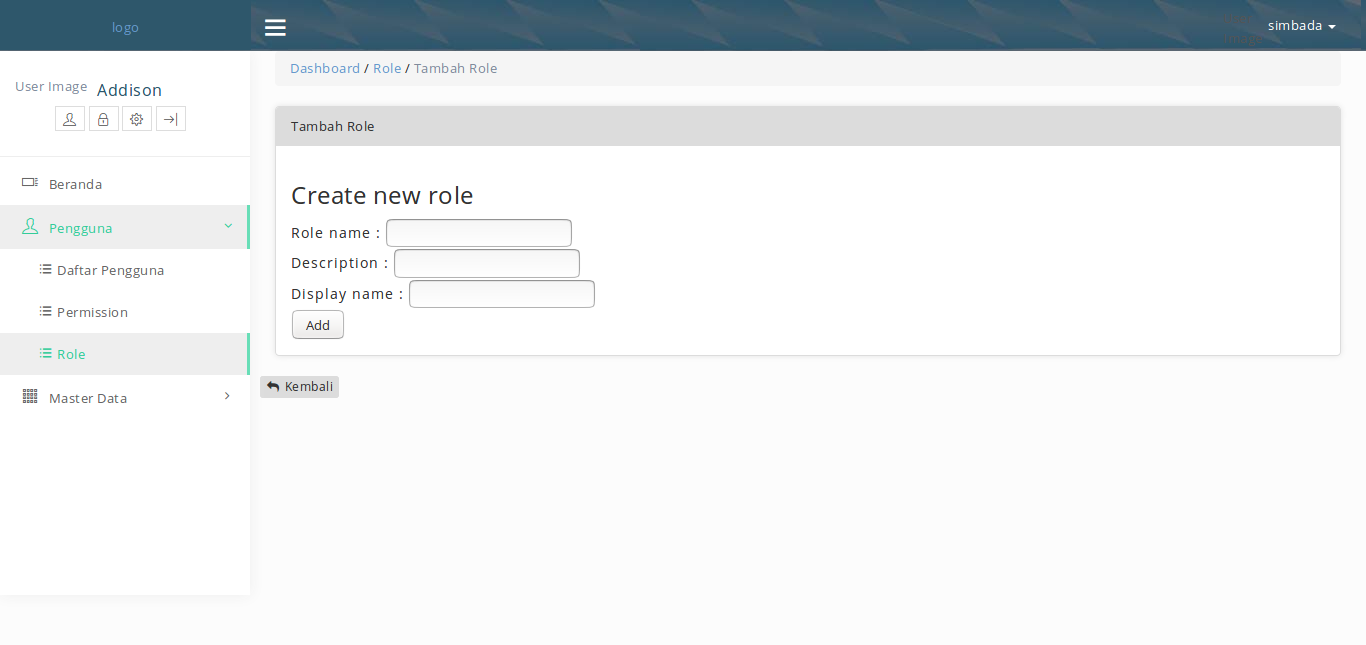 logo
simbada
Dashboard / Role / Tambah Role
User Image Addison
Beranda
Pengguna
Daftar Pengguna
Permission
Role
Master Data
Tambah Role
Create new role
Role name :
Description :
Display name :
Add
Kembali